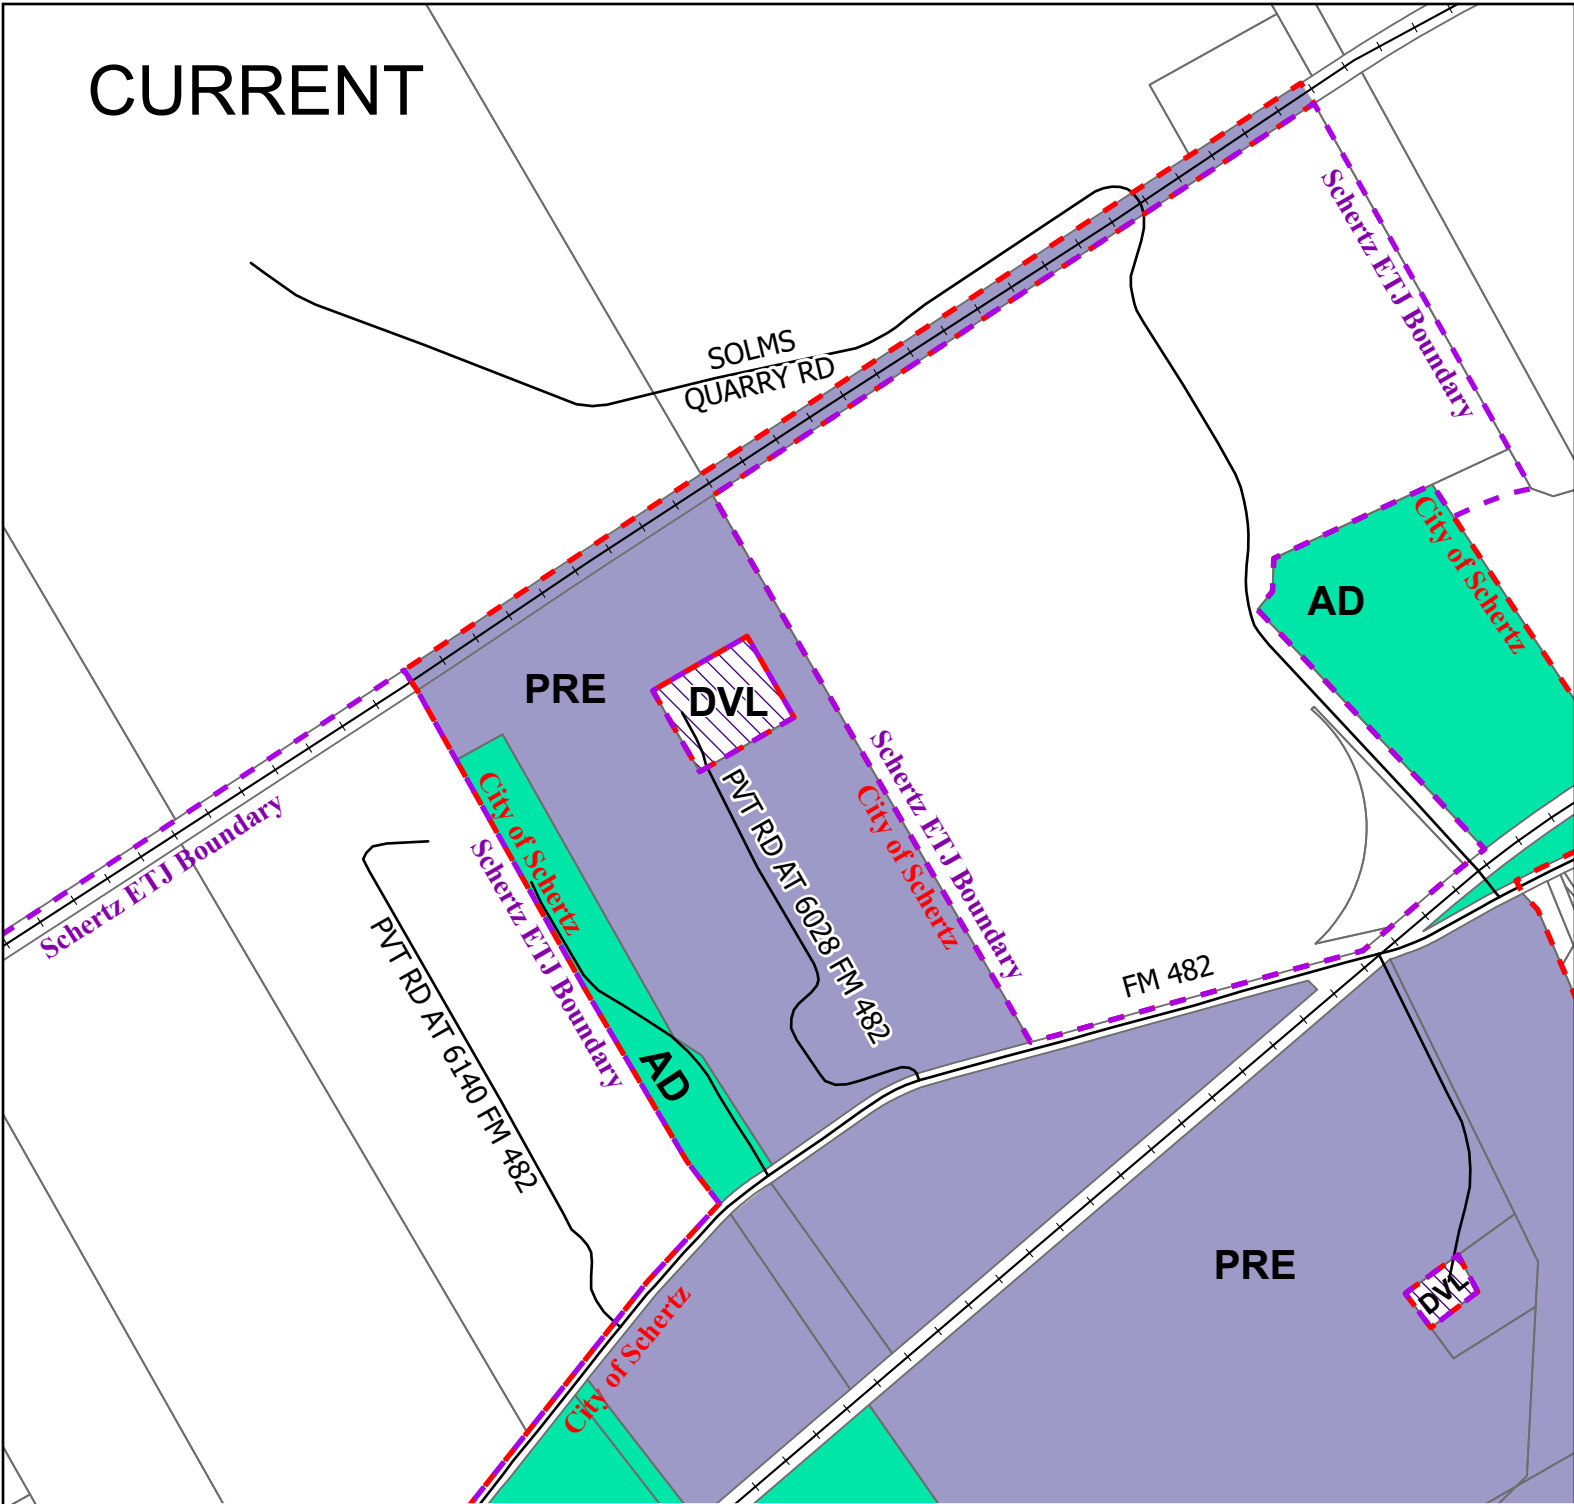 CURRENT
SOLMS
QUARRY RD
Schertz ETJ Boundary
City of Schertz
AD
PRE
DVL
Schertz ETJ Boundary
City of Schertz
PVT RD AT 6028 FM 482
Schertz ETJ Boundary
City of Schertz
Schertz ETJ Boundary
PVT RD AT 6140 FM 482
AD
FM 482
PRE
DVL
City of Schertz